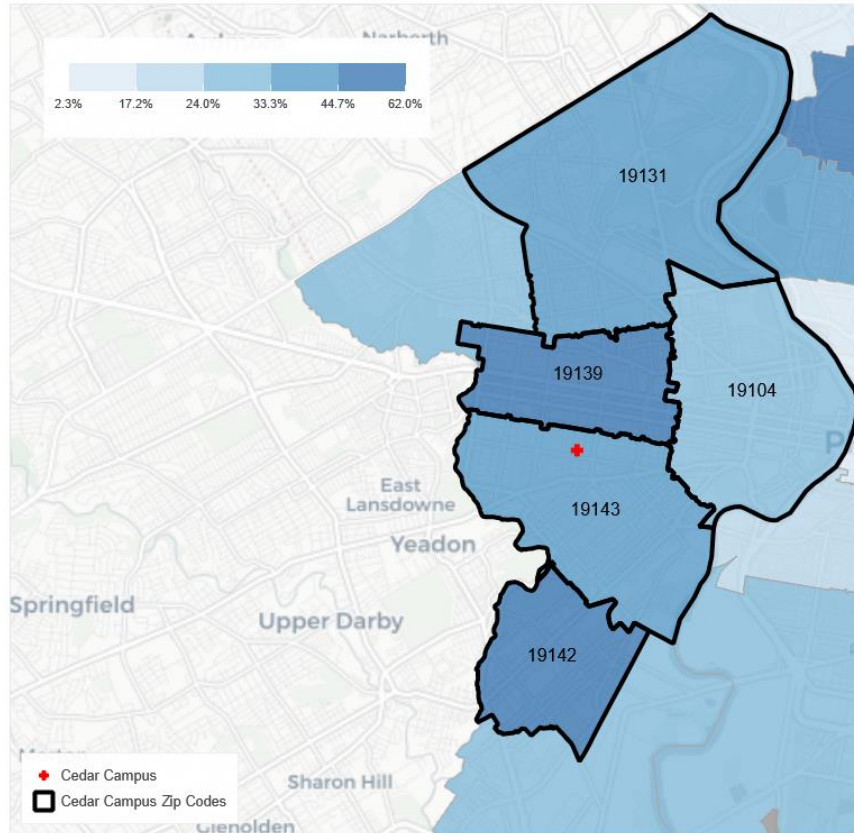 Narberth
2.3% 17.2% 24.0% 33.3% 44.7% 62.0%
19131
19139
19104
East
Lansdowne
19143
Yeadon
Springfield
Upper Darby
19142
Cedar Campus
Sharon Hill
Cedar Campus Zip Codes
Glenolden